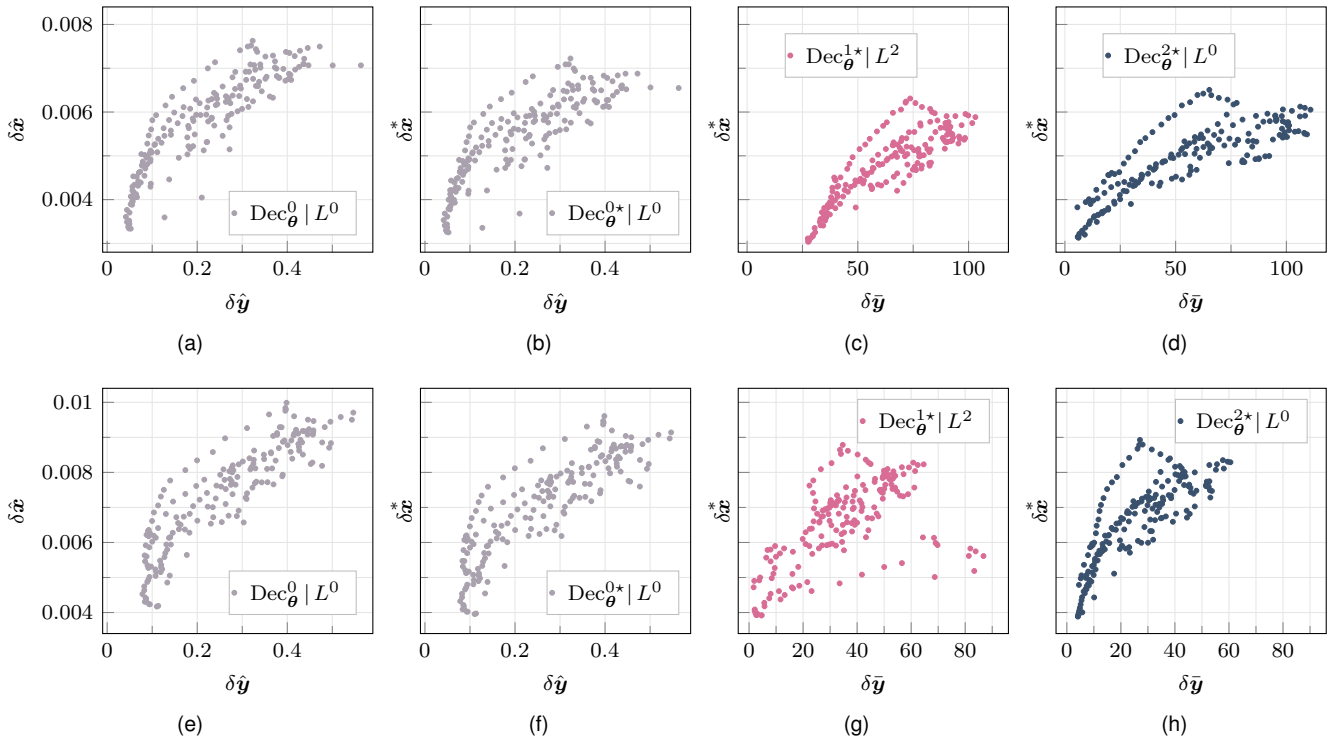 0.008
0.006
0.004
δx̂
0 0.2 0.4
δŷ
Dec⁰_θ | L⁰
(a)
δx̽*
0 0.2 0.4
δŷ
Dec⁰⋆_θ | L⁰
(b)
δx*
0 50 100
δȳ
Dec¹⋆_θ | L²
(c)
δx*
0 50 100
δȳ
Dec²⋆_θ | L⁰
(d)
0.01
0.008
0.006
0.004
δx̂
0 0.2 0.4
δŷ
Dec⁰_θ | L⁰
(e)
δx*
0 0.2 0.4
δŷ
Dec⁰⋆_θ | L⁰
(f)
δx*
0 20 40 60 80
δȳ
Dec¹⋆_θ | L²
(g)
δx*
0 20 40 60 80
δȳ
Dec²⋆_θ | L⁰
(h)